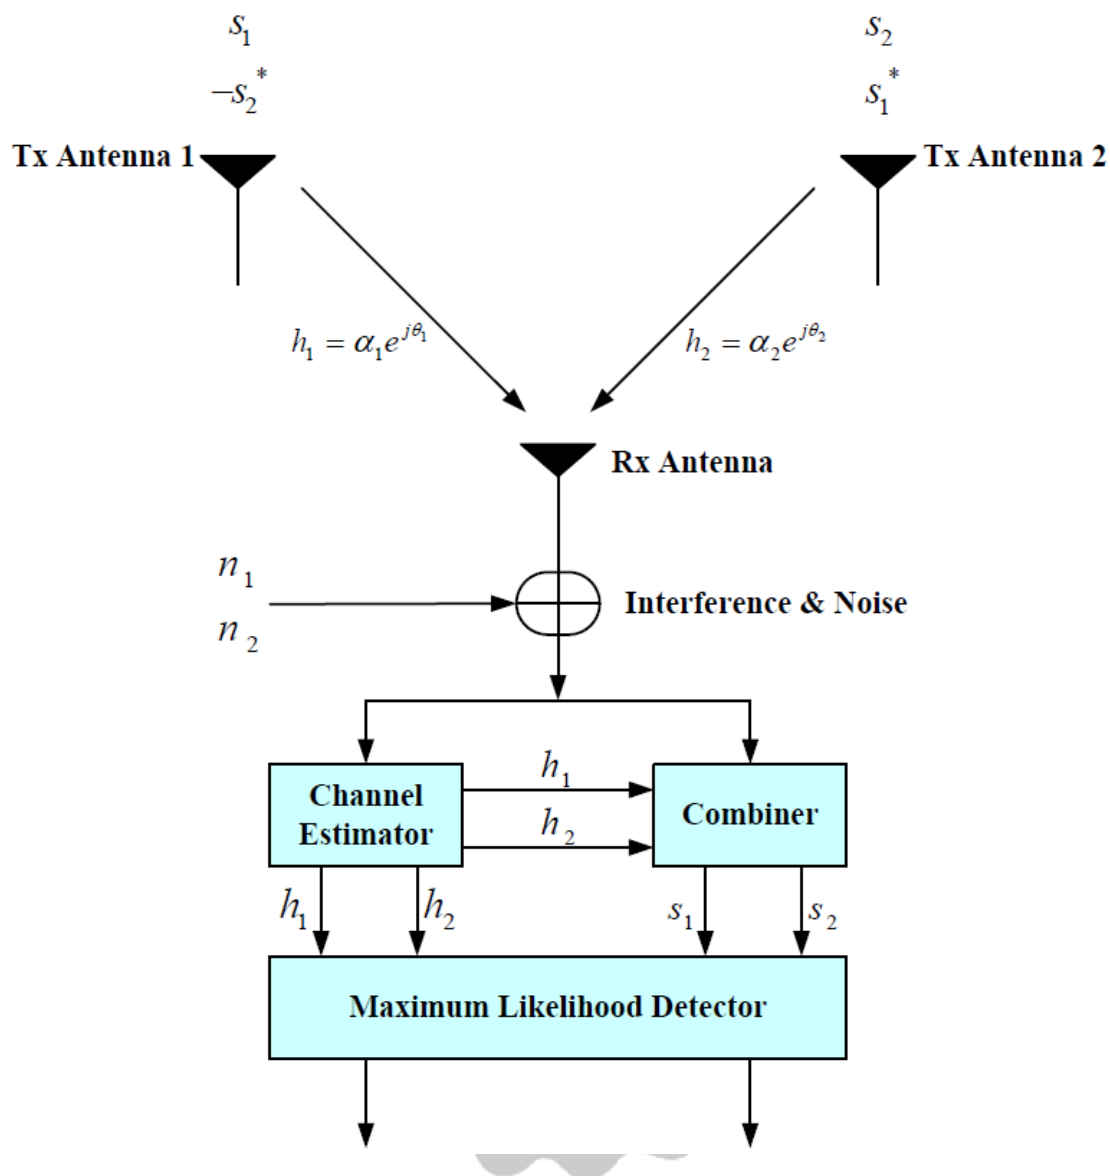 s₁ s₂
−s₂* s₁*
Tx Antenna 1 Tx Antenna 2
h₁ = α₁e^{jθ₁} h₂ = α₂e^{jθ₂}
Rx Antenna
n₁
Interference & Noise
n₂
h₁
Channel
Estimator
Combiner
h₂
h₁ h₂ s₁ s₂
Maximum Likelihood Detector